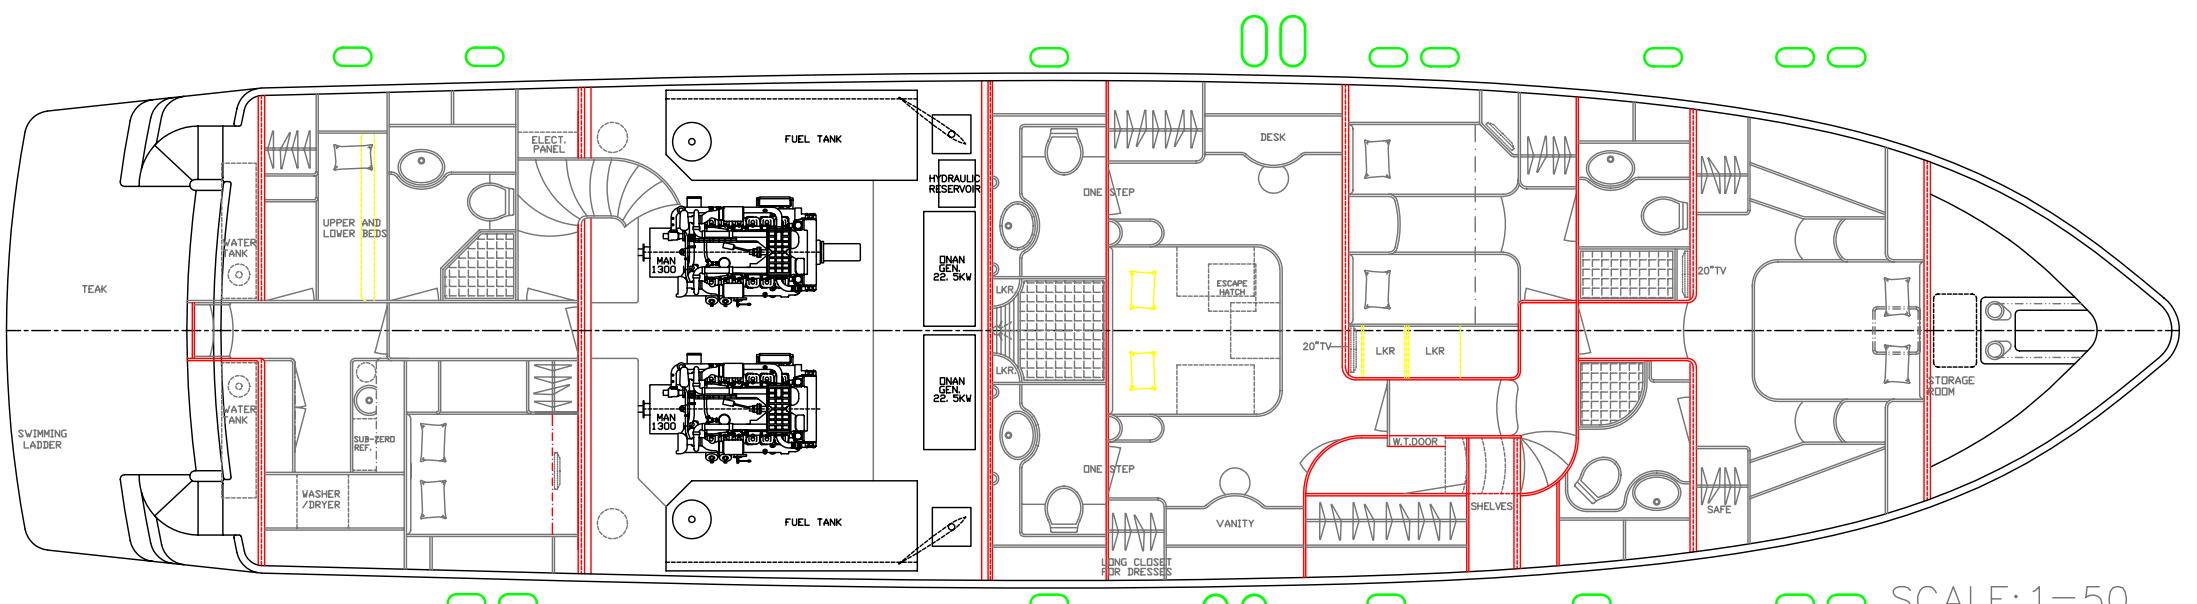 TEAK
SWIMMING
LADDER
WATER
TANK
WATER
TANK
UPPER AND
LOWER BEDS
ELECT.
PANEL
SUB-ZERO
REF.
WASHER
/DRYER
FUEL TANK
MAN
1300
MAN
1300
FUEL TANK
HYDRAULIC
RESERVOIR
ONAN
GEN.
22. 5KW
ONAN
GEN.
22. 5KW
LKR.
LKR.
ONE STEP
ONE STEP
DESK
ESCAPE
HATCH
VANITY
LONG CLOSET
FOR DRESSES
20"TV
LKR
LKR
W.T.DOOR
SHELVES
20"TV
SAFE
STORAGE
ROOM
SCALE: 1-50